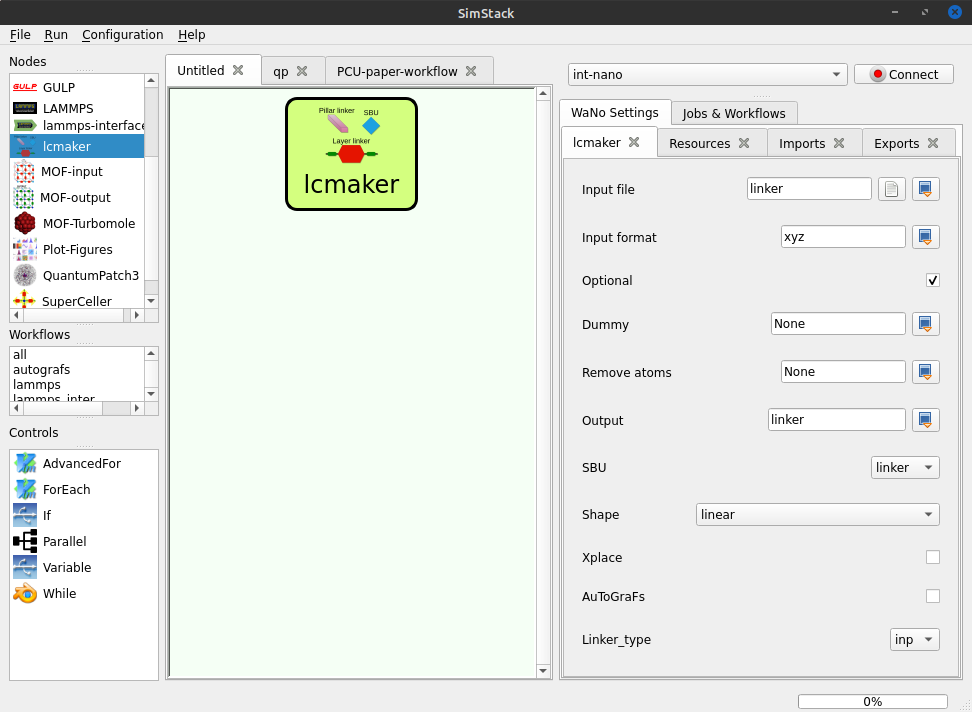 SimStack
File Run Configuration Help
Nodes
GULP GULP
LAMMPS
lammps-interface
lcmaker
MOF-input
MOF-output
MOF-Turbomole
Plot-Figures
QuantumPatch3
SuperCeller
Workflows
all
autografs
lammps
lammps_inter
Controls
AdvancedFor
ForEach
If
Parallel
Variable
While
Untitled qp PCU-paper-workflow
Pillar linker SBU
Layer linker
lcmaker
int-nano Connect
WaNo Settings Jobs & Workflows
lcmaker Resources Imports Exports
Input file linker
Input format xyz
Optional
Dummy None
Remove atoms None
Output linker
SBU linker
Shape linear
Xplace
AuToGraFs
Linker_type inp
0%